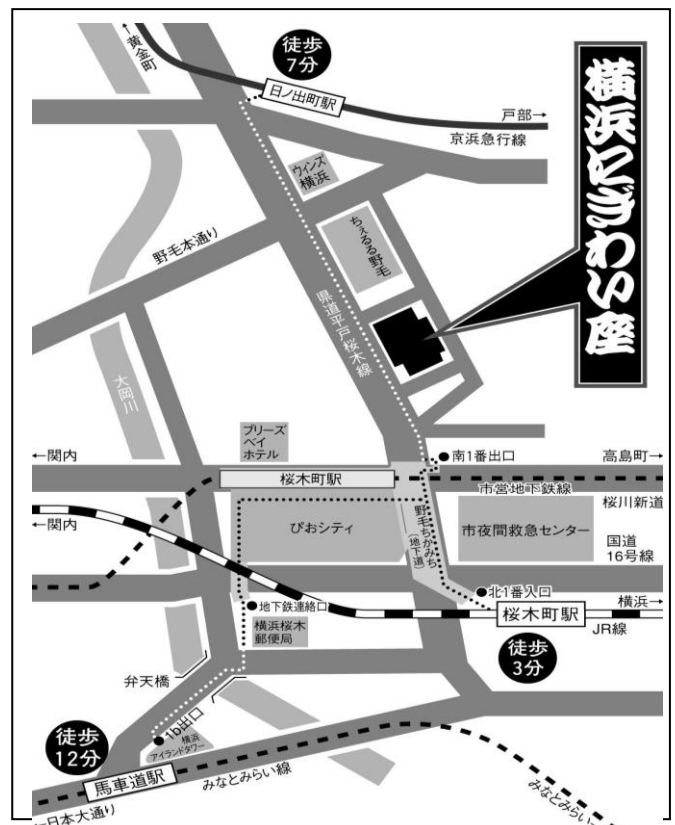 ←黄金町
徒歩
7分
日ノ出町駅
戸部→
京浜急行線
横浜にぎわい座
ウィンズ
横浜
ちぇるる野毛
野毛本通り
県道平戸桜木線
大岡川
ブリーズ
ベイ
ホテル
南1番出口
←関内
高島町→
桜木町駅
市営地下鉄線
桜川新道
←関内
ぴおシティ
野毛ちかみち
(地下道)
市夜間救急センター
国道
16号線
北1番入口
地下鉄連絡口
桜木町駅
横浜→
JR線
横浜桜木
郵便局
徒歩
3分
弁天橋
1b出口
横浜
アイランドタワー
徒歩
12分
馬車道駅
みなとみらい線
←日本大通り
みなとみらい